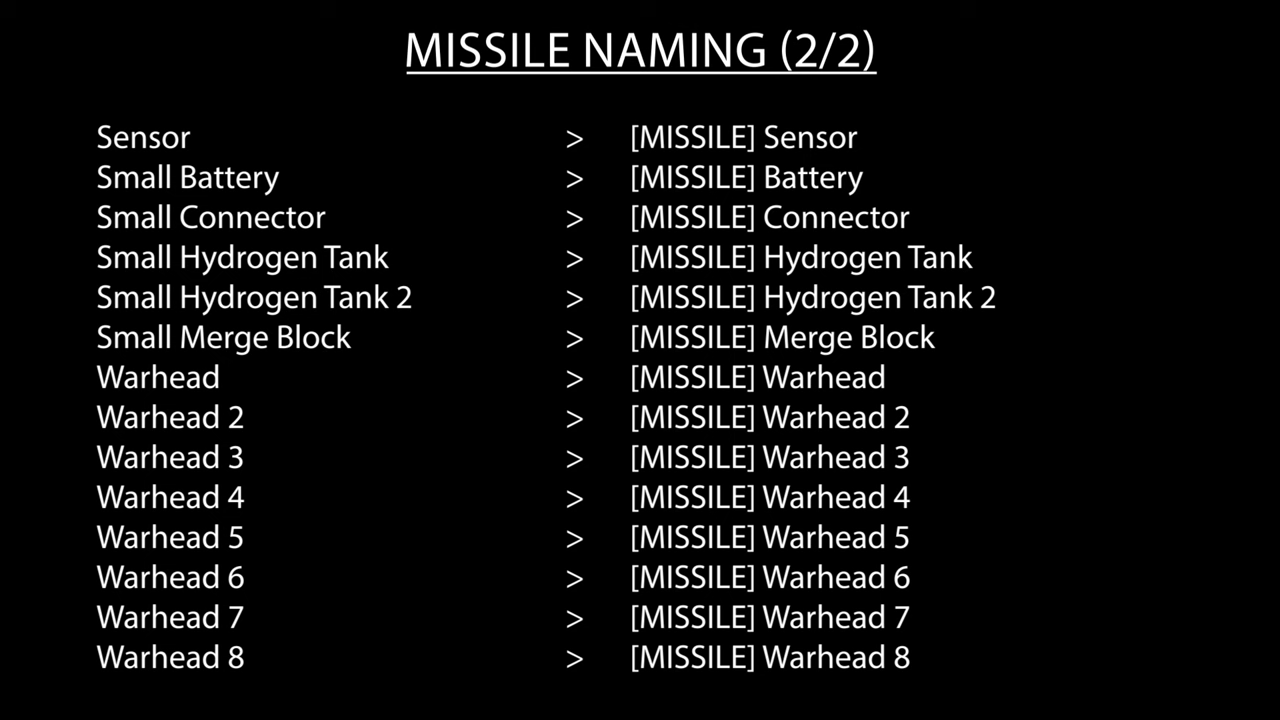 MISSILE NAMING (2/2)
Sensor > [MISSILE] Sensor
Small Battery > [MISSILE] Battery
Small Connector > [MISSILE] Connector
Small Hydrogen Tank > [MISSILE] Hydrogen Tank
Small Hydrogen Tank 2 > [MISSILE] Hydrogen Tank 2
Small Merge Block > [MISSILE] Merge Block
Warhead > [MISSILE] Warhead
Warhead 2 > [MISSILE] Warhead 2
Warhead 3 > [MISSILE] Warhead 3
Warhead 4 > [MISSILE] Warhead 4
Warhead 5 > [MISSILE] Warhead 5
Warhead 6 > [MISSILE] Warhead 6
Warhead 7 > [MISSILE] Warhead 7
Warhead 8 > [MISSILE] Warhead 8